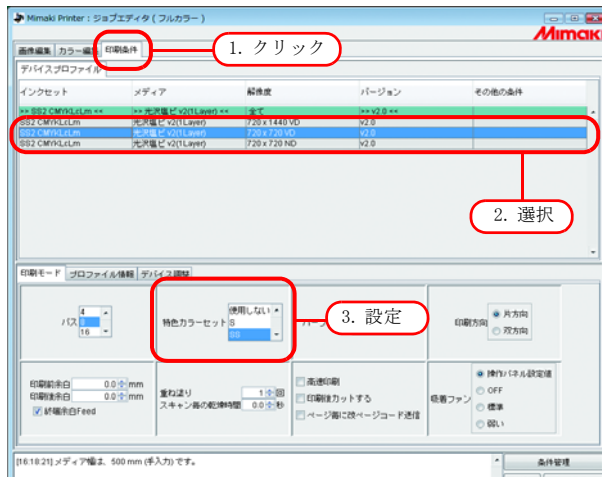 Mimaki Printer : ジョブエディタ ( フルカラー )
Mimaki
画像編集 カラー編集 印刷条件
1. クリック
デバイスプロファイル
インクセット メディア 解像度 バージョン その他の条件
>> SS2 CMYKLcLm << >> 光沢塩ビ v2(1Layer) << 全て >> v2.0 <<
SS2 CMYKLcLm 光沢塩ビ v2(1Layer) 720 x 1440 VD v2.0
SS2 CMYKLcLm 光沢塩ビ v2(1Layer) 720 x 720 VD v2.0
SS2 CMYKLcLm 光沢塩ビ v2(1Layer) 720 x 720 ND v2.0
2. 選択
印刷モード プロファイル情報 デバイス調整
パス 4 8 16
特色カラーセット 使用しない S SS
3. 設定
印刷方向 片方向 双方向
印刷前余白 0.0 mm
印刷後余白 0.0 mm
終端余白Feed
重ね塗り 1 回
スキャン毎の乾燥時間 0.0 秒
高速印刷
印刷後カットする
ページ毎に改ページコード送信
吸着ファン 操作パネル設定値 OFF 標準 弱い
[16:18:21] メディア幅は、500 mm (手入力) です。
条件管理